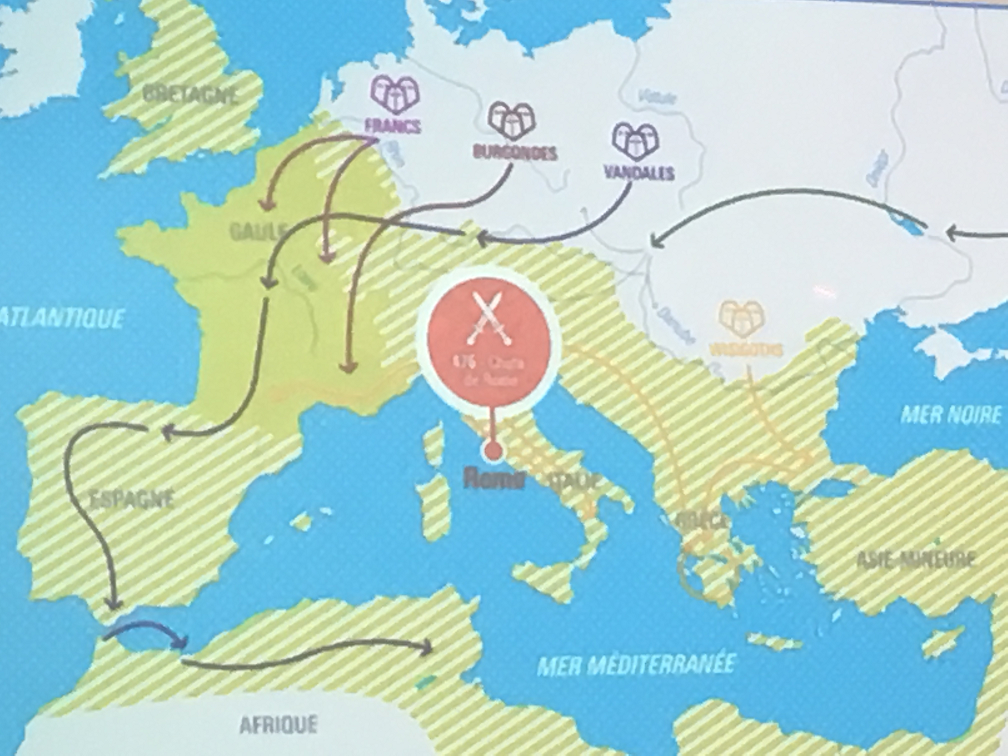 BRETAGNE
FRANCS
BURGONDES
VANDALES
Vistule
GAULE
ATLANTIQUE
476 Chute
de Rome
Danube
WISIGOTHS
MER NOIRE
Rome
ITALIE
ESPAGNE
GRÈCE
ASIE MINEURE
MER MÉDITERRANÉE
AFRIQUE